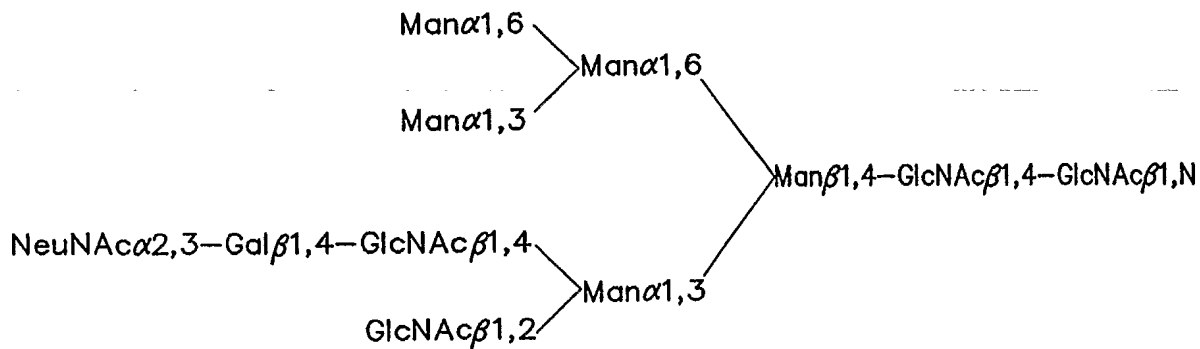 Manα1,6
Manα1,6
Manα1,3
Manβ1,4–GlcNAcβ1,4–GlcNAcβ1,N
NeuNAcα2,3–Galβ1,4–GlcNAcβ1,4
Manα1,3
GlcNAcβ1,2